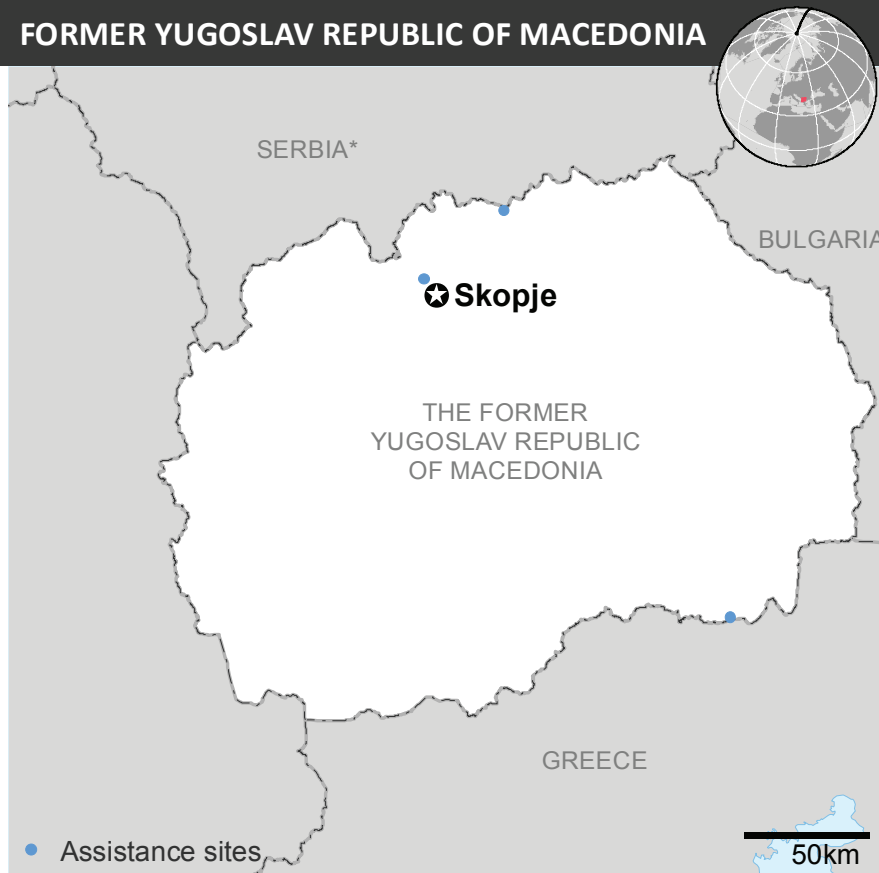 FORMER YUGOSLAV REPUBLIC OF MACEDONIA
SERBIA*
BULGARIA
Skopje
THE FORMER
YUGOSLAV REPUBLIC
OF MACEDONIA
GREECE
Assistance sites
50km